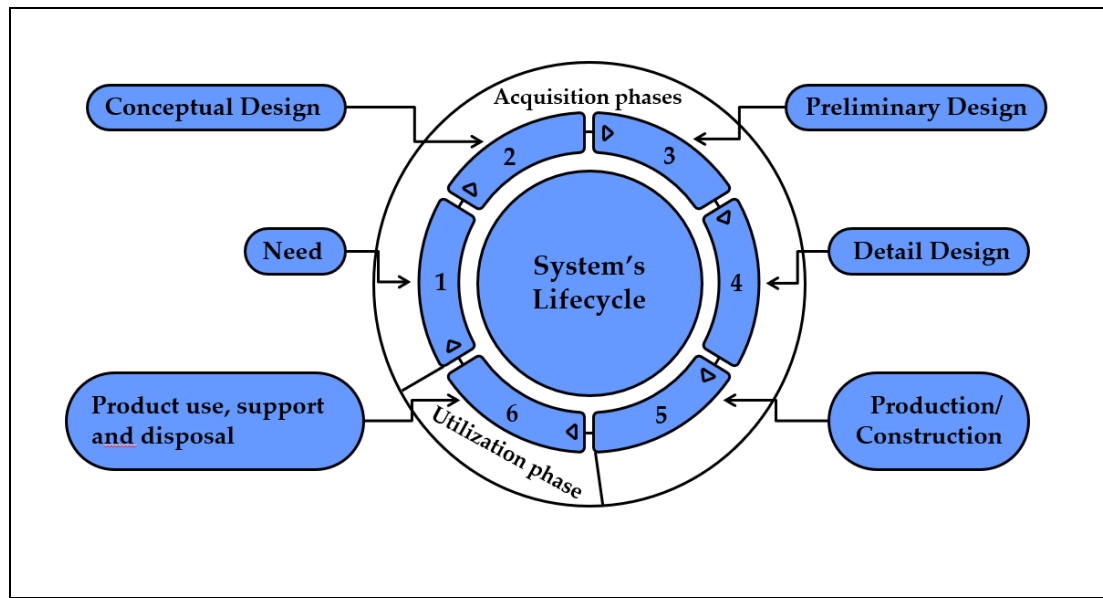 Acquisition phases
Conceptual Design
Preliminary Design
2
3
Need
1
System's
Lifecycle
4
Detail Design
Product use, support
and disposal
6
5
Production/
Construction
Utilization phase